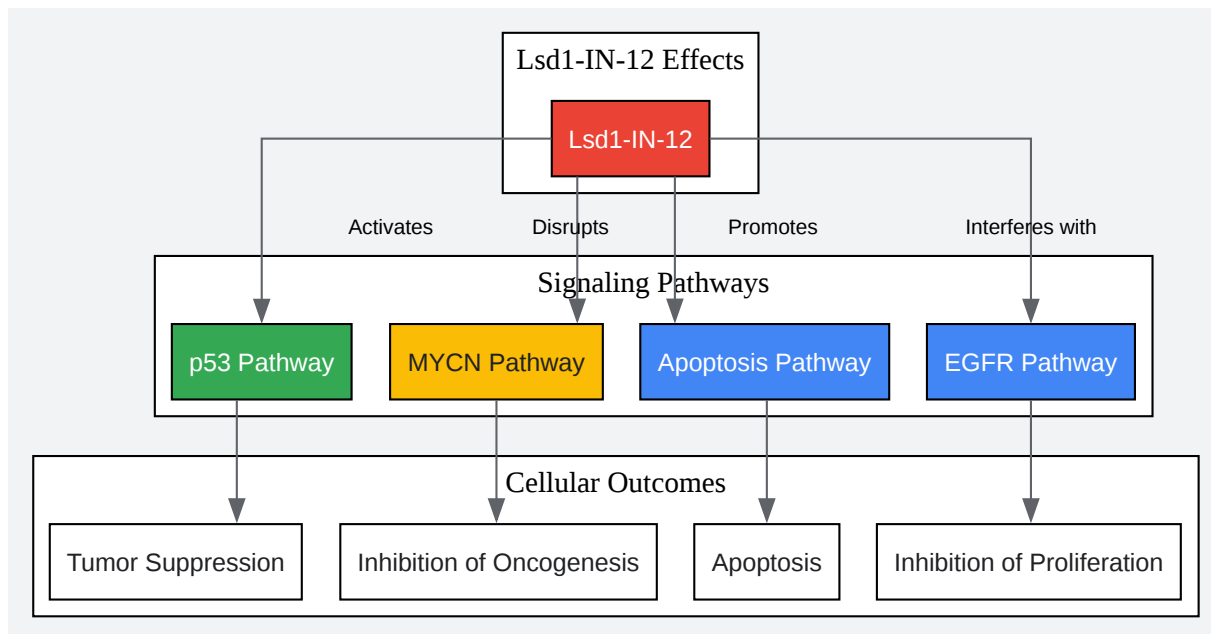 Lsd1-IN-12 Effects
Lsd1-IN-12
Activates
Disrupts
Promotes
Interferes with
Signaling Pathways
p53 Pathway
MYCN Pathway
Apoptosis Pathway
EGFR Pathway
Cellular Outcomes
Tumor Suppression
Inhibition of Oncogenesis
Apoptosis
Inhibition of Proliferation